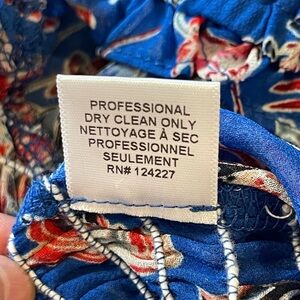 PROFESSIONAL
DRY CLEAN ONLY
NETTOYAGE À SEC
PROFESSIONNEL
SEULEMENT
RN# 124227